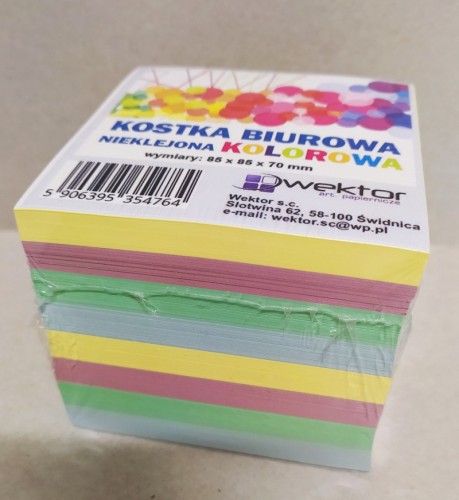 KOSTKA BIUROWA
NIEKLEJONA KOLOROWA
wymiary: 85 x 85 x 70 mm
5 906395 354764
wektor
art. papiernicze
Wektor s.c.
Słotwina 62, 58-100 Świdnica
e-mail: wektor.sc@wp.pl